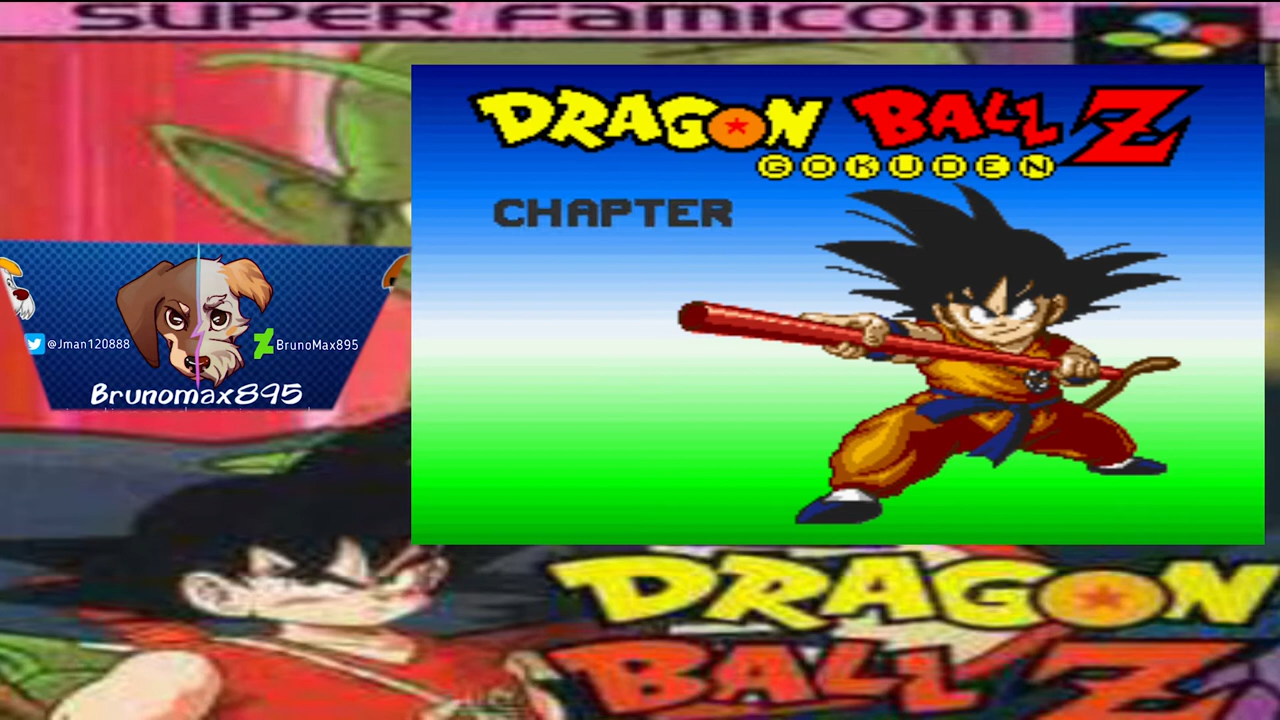 SUPER FAMICOM
DRAGON BALL Z
GOKUDEN
CHAPTER
@Jman120888
BrunoMax895
Brunomax895
DRAGON
BALL Z